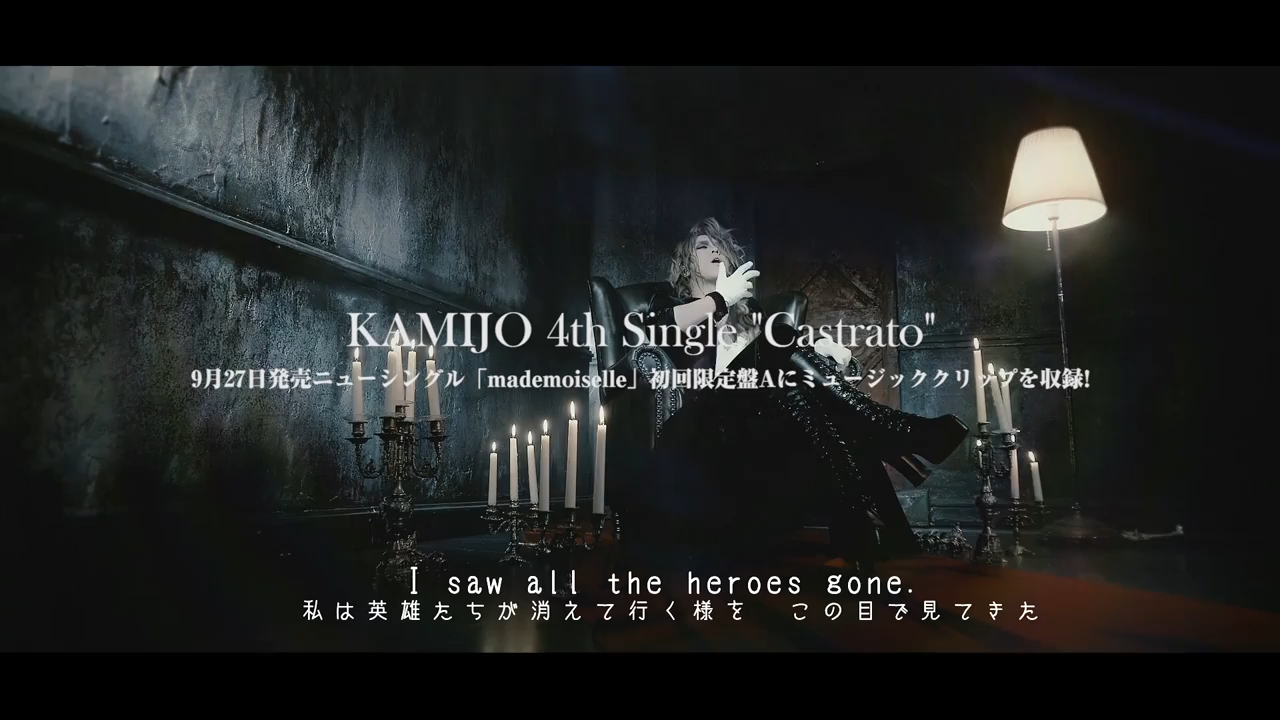 KAMIJO 4th Single "Castrato"
9月27日発売ニューシングル「mademoiselle」初回限定盤Aにミュージッククリップを収録!
I saw all the heroes gone.
私は英雄たちが消えて行く様を　この目で見てきた